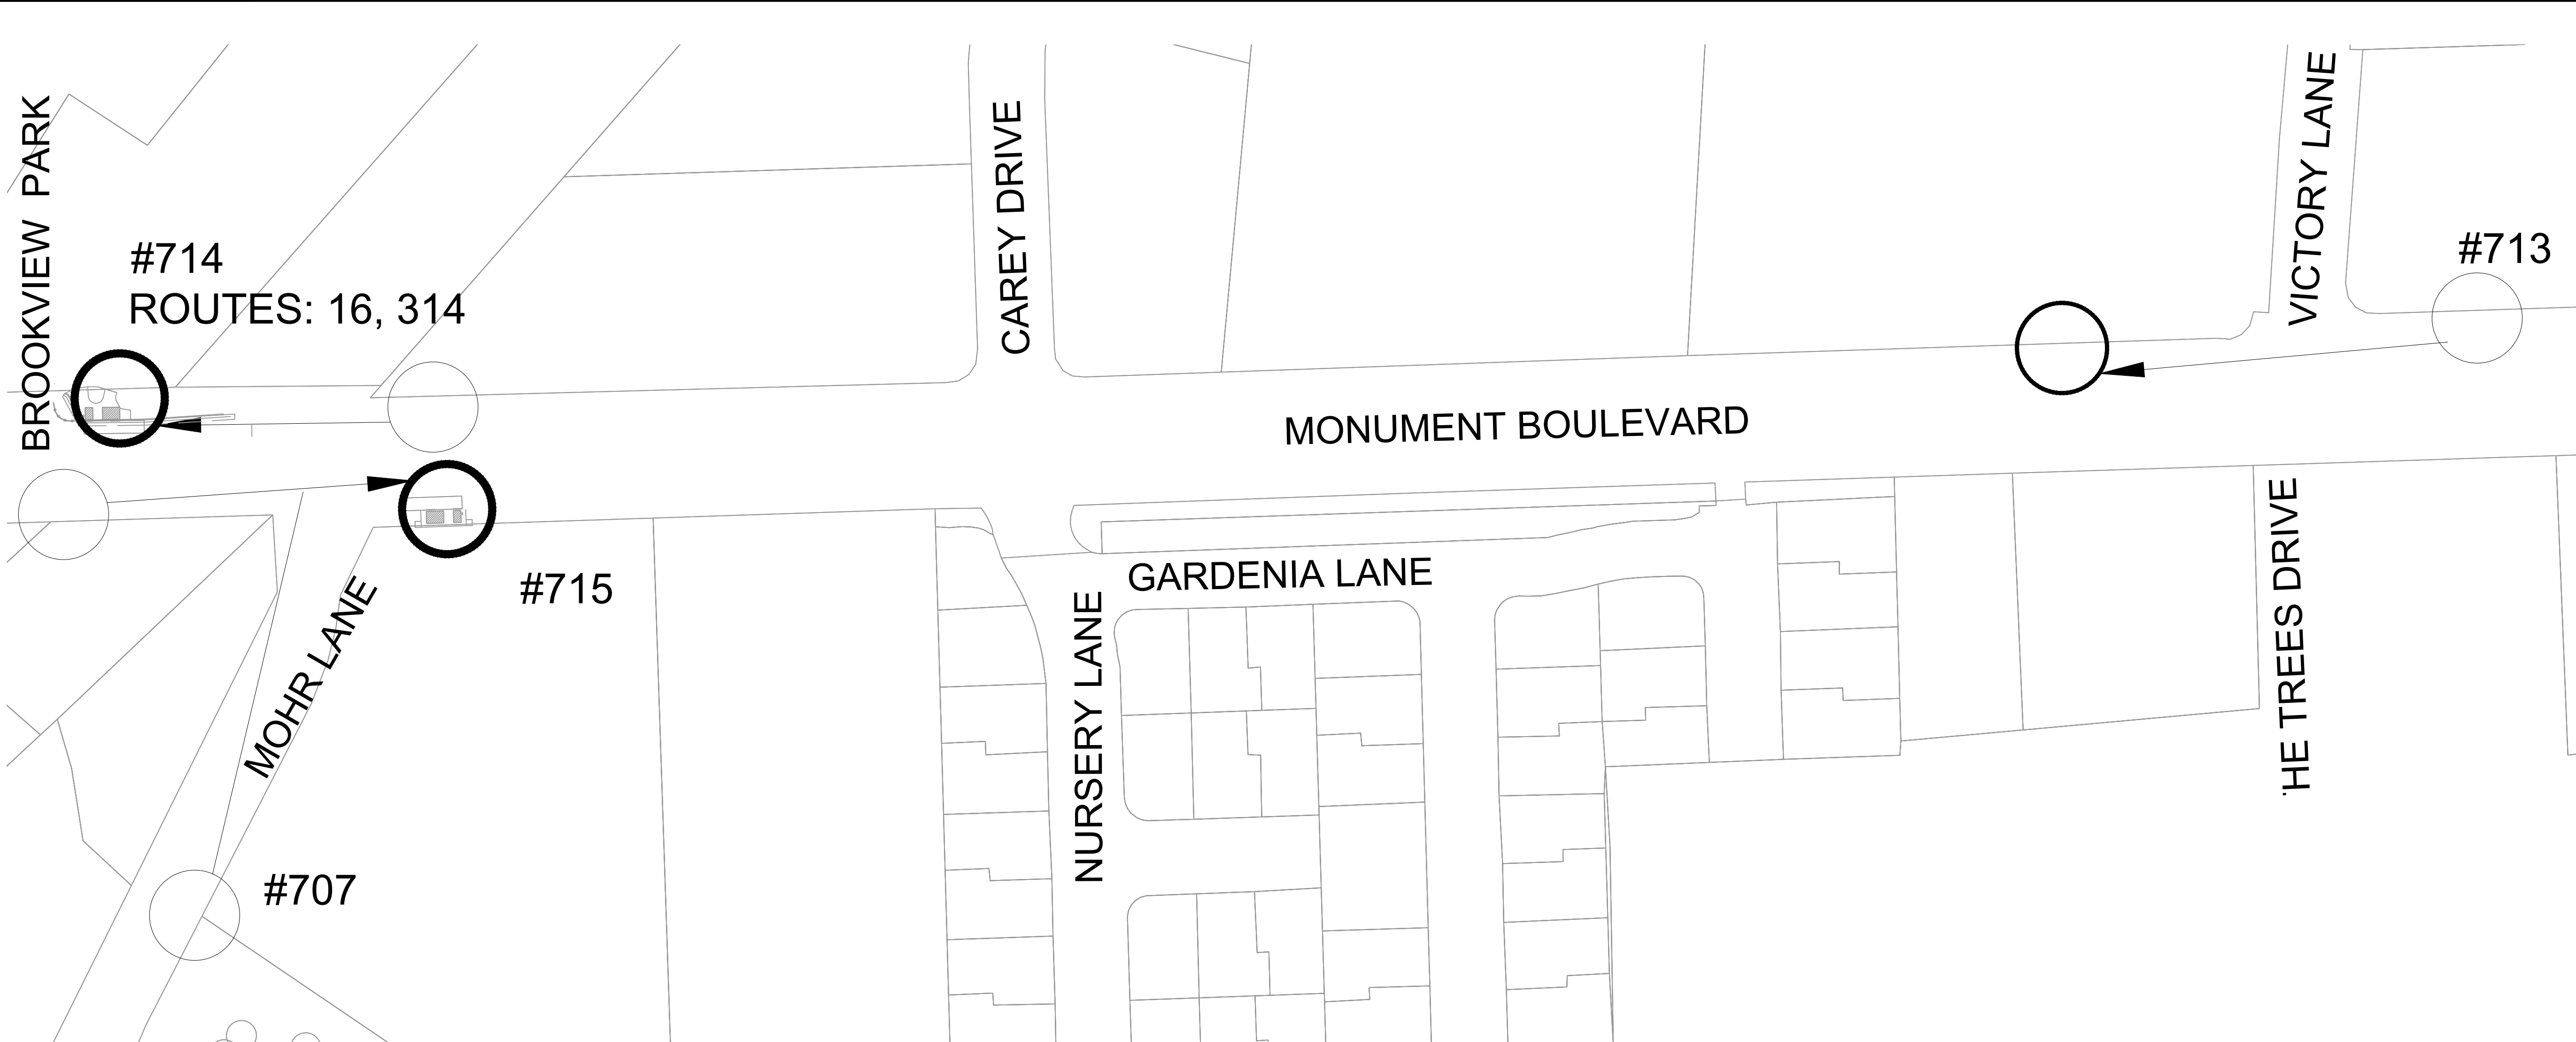 BROOKVIEW PARK
#714
ROUTES: 16, 314
CAREY DRIVE
VICTORY LANE
#713
MONUMENT BOULEVARD
#715
MOHR LANE
#707
GARDENIA LANE
NURSERY LANE
HE TREES DRIVE